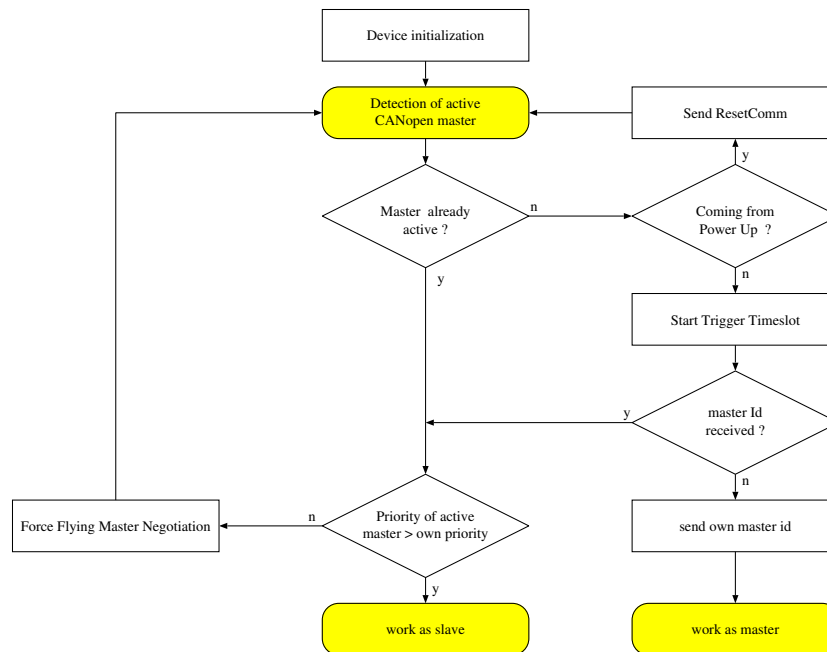 Device initialization
Detection of active
CANopen master
Send ResetComm
y
Master already
active ?
n
Coming from
Power Up ?
y
n
Start Trigger Timeslot
y
master Id
received ?
n
Force Flying Master Negotiation
n
Priority of active
master > own priority
send own master id
y
work as slave
work as master